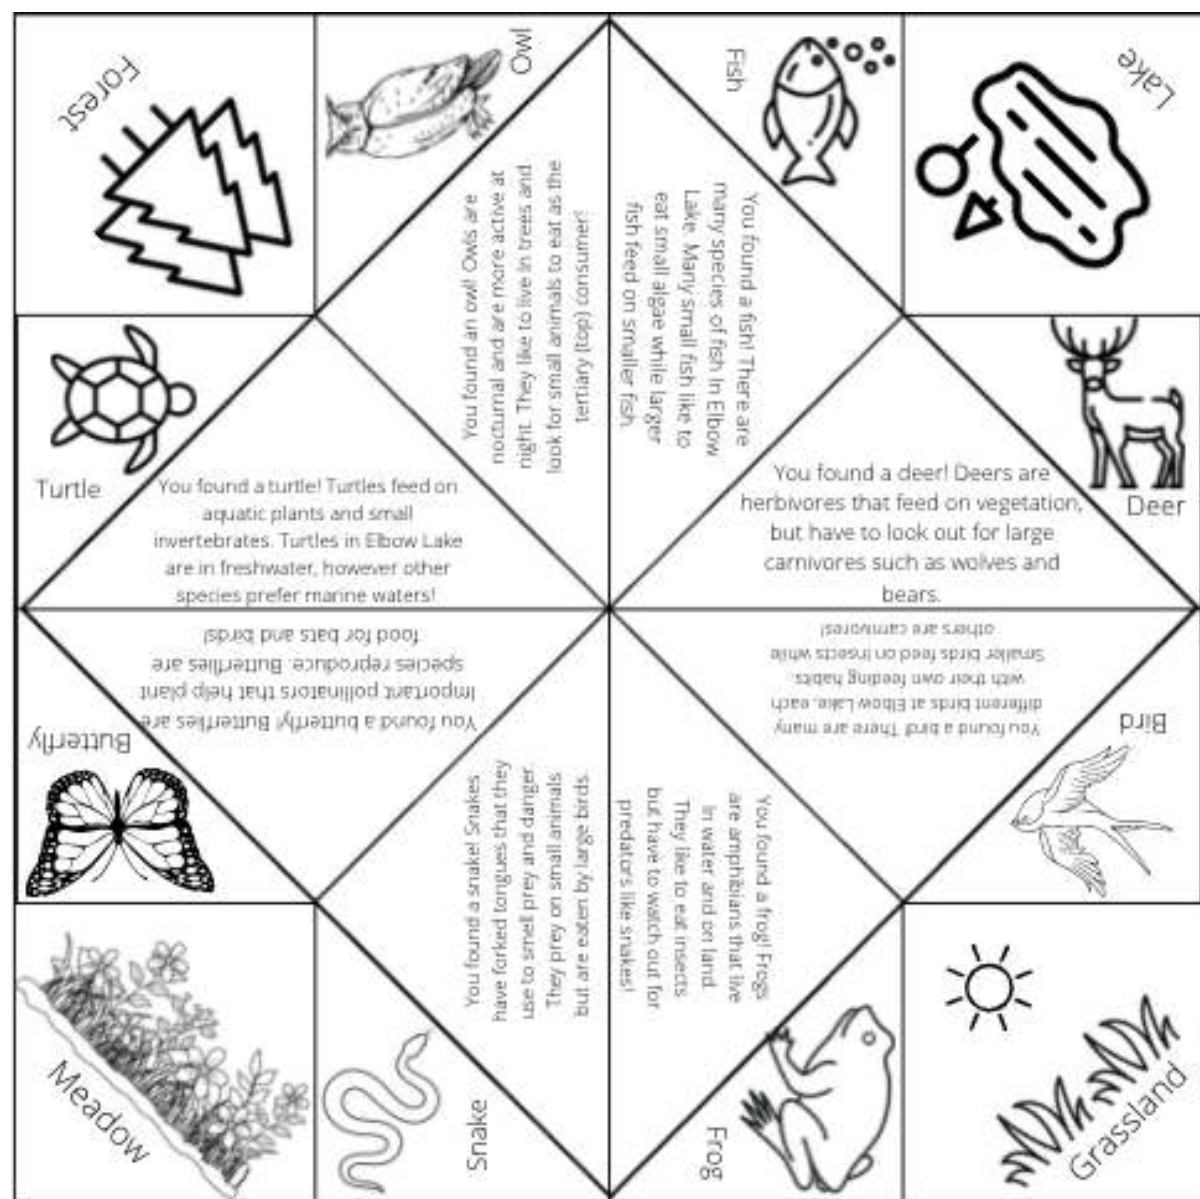 Forest
Owl
Fish
Lake
You found an owl! Owls are
nocturnal and are more active at
night. They like to live in trees and
look for small animals to eat as the
tertiary (top) consumer!
You found a fish! There are
many species of fish in Elbow
Lake. Many small fish like to
eat small algae while larger
fish feed on smaller fish.
Turtle
You found a turtle! Turtles feed on
aquatic plants and small
invertebrates. Turtles in Elbow Lake
are in freshwater, however other
species prefer marine waters!
Deer
You found a deer! Deers are
herbivores that feed on vegetation,
but have to look out for large
carnivores such as wolves and
bears.
Butterfly
You found a butterfly! Butterflies are
important pollinators that help plant
species reproduce. Butterflies are
food for bats and birds!
Bird
You found a bird! There are many
different birds at Elbow Lake, each
with their own feeding habits.
Smaller birds feed on insects while
others are carnivores!
You found a snake! Snakes
have forked tongues that they
use to smell prey and danger.
They prey on small animals
but are eaten by large birds.
You found a frog! Frogs
are amphibians that live
in water and on land.
They like to eat insects
but have to watch out for
predators like snakes!
Meadow
Snake
Frog
Grassland